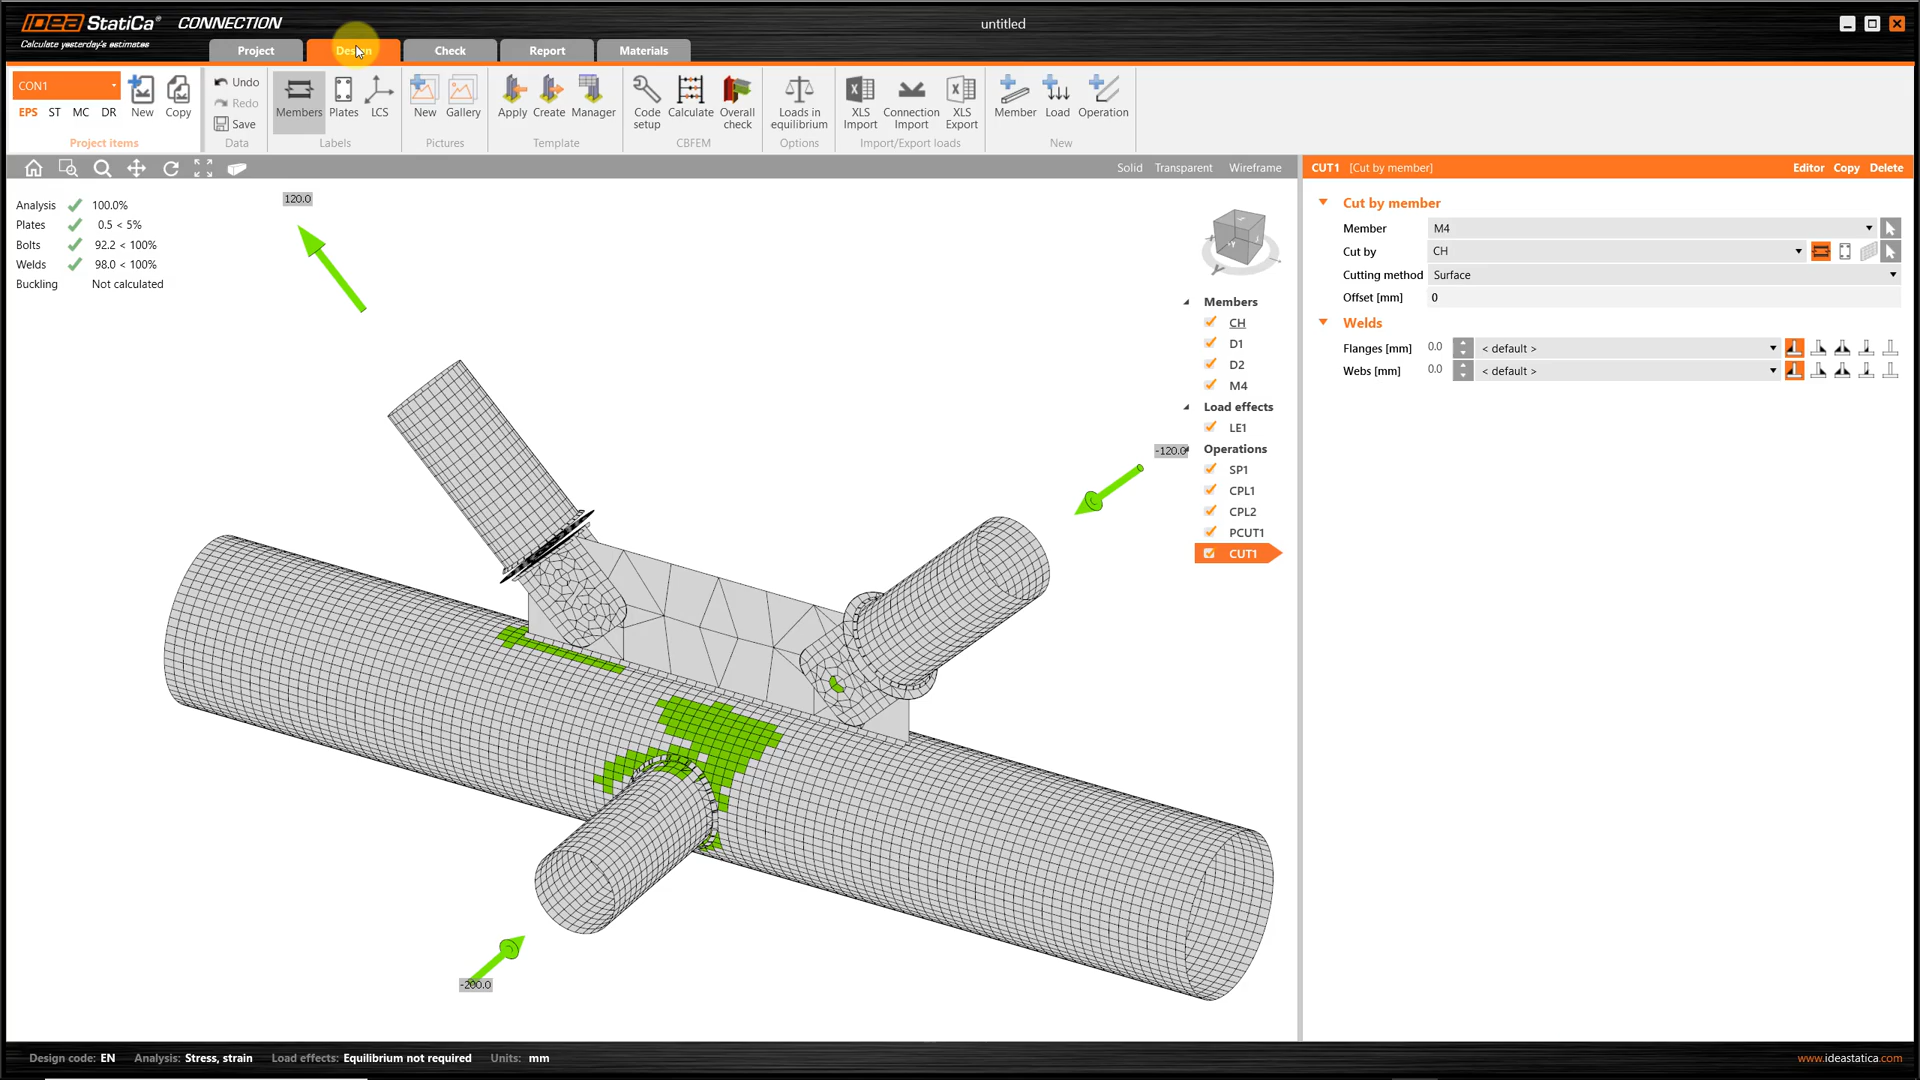 IDEA StatiCa® CONNECTION
Calculate yesterday's estimates
untitled
Project Design Check Report Materials
CON1
EPS ST MC DR
New Copy
Project items
Undo
Redo
Save
Data
Members Plates LCS
Labels
New Gallery
Pictures
Apply Create Manager
Template
Code setup Calculate Overall check
CBFEM
Loads in equilibrium
Options
XLS Import Connection Import XLS Export
Import/Export loads
Member Load Operation
New
Solid Transparent Wireframe
CUT1 [Cut by member] Editor Copy Delete
Analysis 100.0%
Plates 0.5 < 5%
Bolts 92.2 < 100%
Welds 98.0 < 100%
Buckling Not calculated
120.0
-120.0
-200.0
Members
CH
D1
D2
M4
Load effects
LE1
Operations
SP1
CPL1
CPL2
PCUT1
CUT1
Cut by member
Member M4
Cut by CH
Cutting method Surface
Offset [mm] 0
Welds
Flanges [mm] 0.0 < default >
Webs [mm] 0.0 < default >
Design code: EN Analysis: Stress, strain Load effects: Equilibrium not required Units: mm
www.ideastatica.com